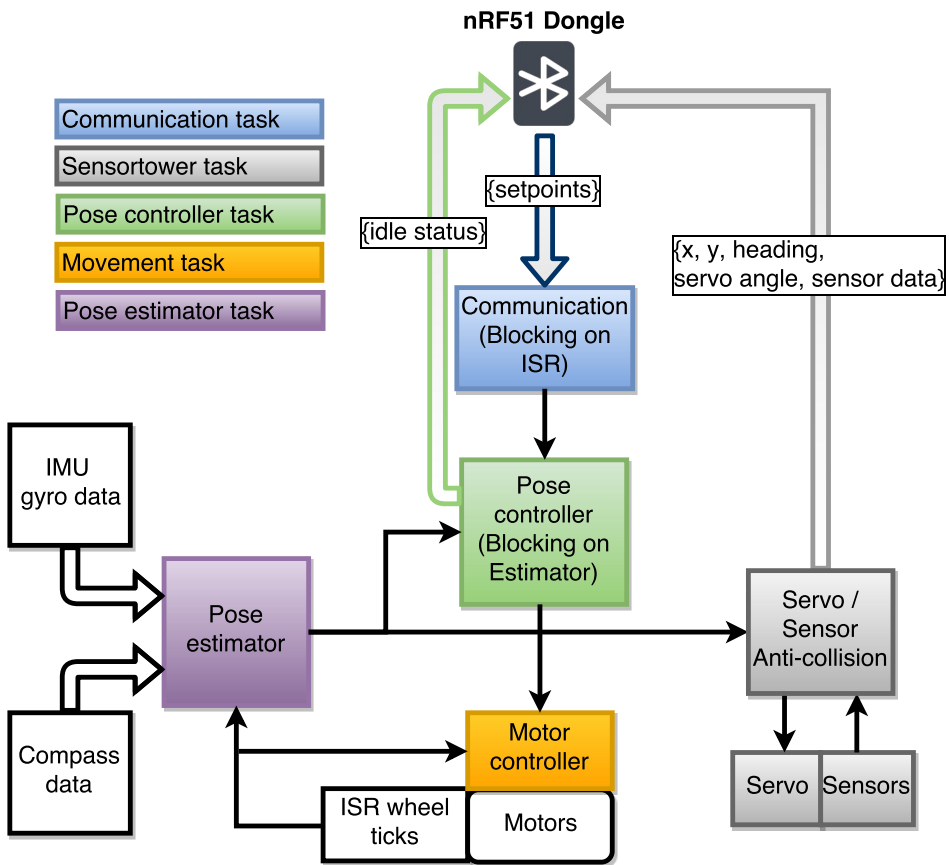 nRF51 Dongle
Communication task
Sensortower task
Pose controller task
Movement task
Pose estimator task
{setpoints}
{idle status}
{x, y, heading,
servo angle, sensor data}
Communication
(Blocking on
ISR)
IMU
gyro data
Pose
controller
(Blocking on
Estimator)
Pose
estimator
Servo /
Sensor
Anti-collision
Compass
data
Motor
controller
ISR wheel
ticks
Motors
Servo
Sensors